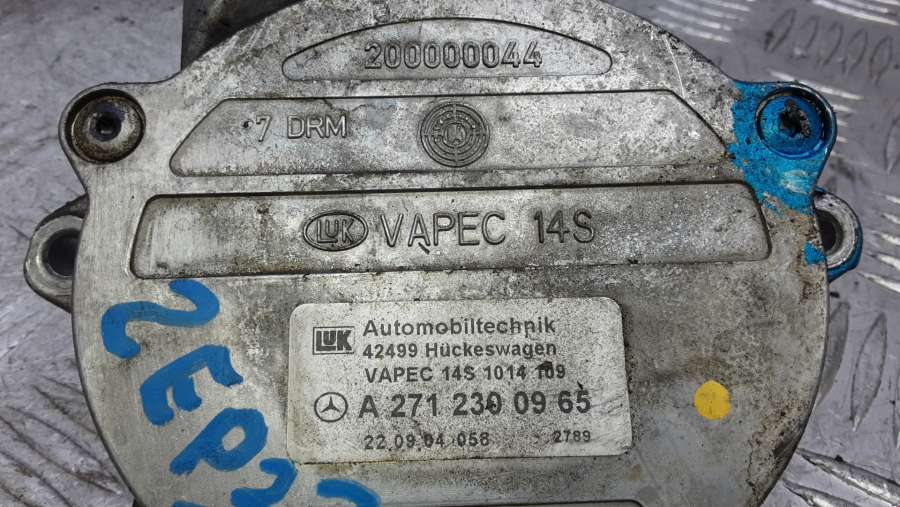 200000044
7 DRM
LUK VAPEC 14S
LUK Automobiltechnik
42499 Hückeswagen
VAPEC 14S 1014 109
A 271 230 09 65
22.09.04 058 2789
2EP